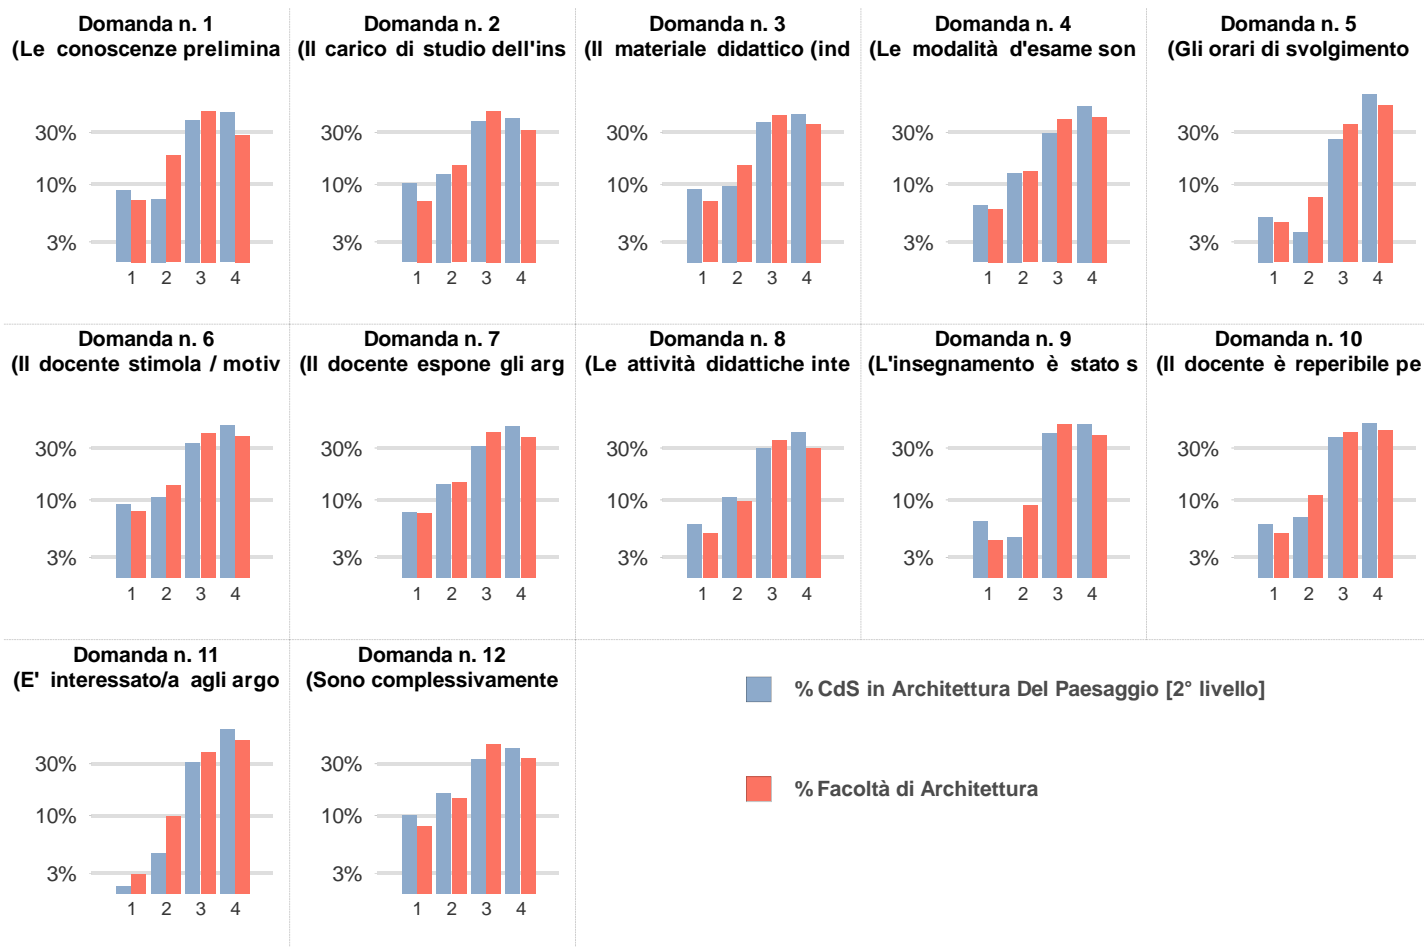 Domanda n. 1
(Le conoscenze prelimina
30%
10%
3%
1 2 3 4
Domanda n. 2
(Il carico di studio dell'ins
30%
10%
3%
1 2 3 4
Domanda n. 3
(Il materiale didattico (ind
30%
10%
3%
1 2 3 4
Domanda n. 4
(Le modalità d'esame son
30%
10%
3%
1 2 3 4
Domanda n. 5
(Gli orari di svolgimento
30%
10%
3%
1 2 3 4
Domanda n. 6
(Il docente stimola / motiv
30%
10%
3%
1 2 3 4
Domanda n. 7
(Il docente espone gli arg
30%
10%
3%
1 2 3 4
Domanda n. 8
(Le attività didattiche inte
30%
10%
3%
1 2 3 4
Domanda n. 9
(L'insegnamento è stato s
30%
10%
3%
1 2 3 4
Domanda n. 10
(Il docente è reperibile pe
30%
10%
3%
1 2 3 4
Domanda n. 11
(E' interessato/a agli argo
30%
10%
3%
1 2 3 4
Domanda n. 12
(Sono complessivamente
30%
10%
3%
1 2 3 4
% CdS in Architettura Del Paesaggio [2° livello]
% Facoltà di Architettura